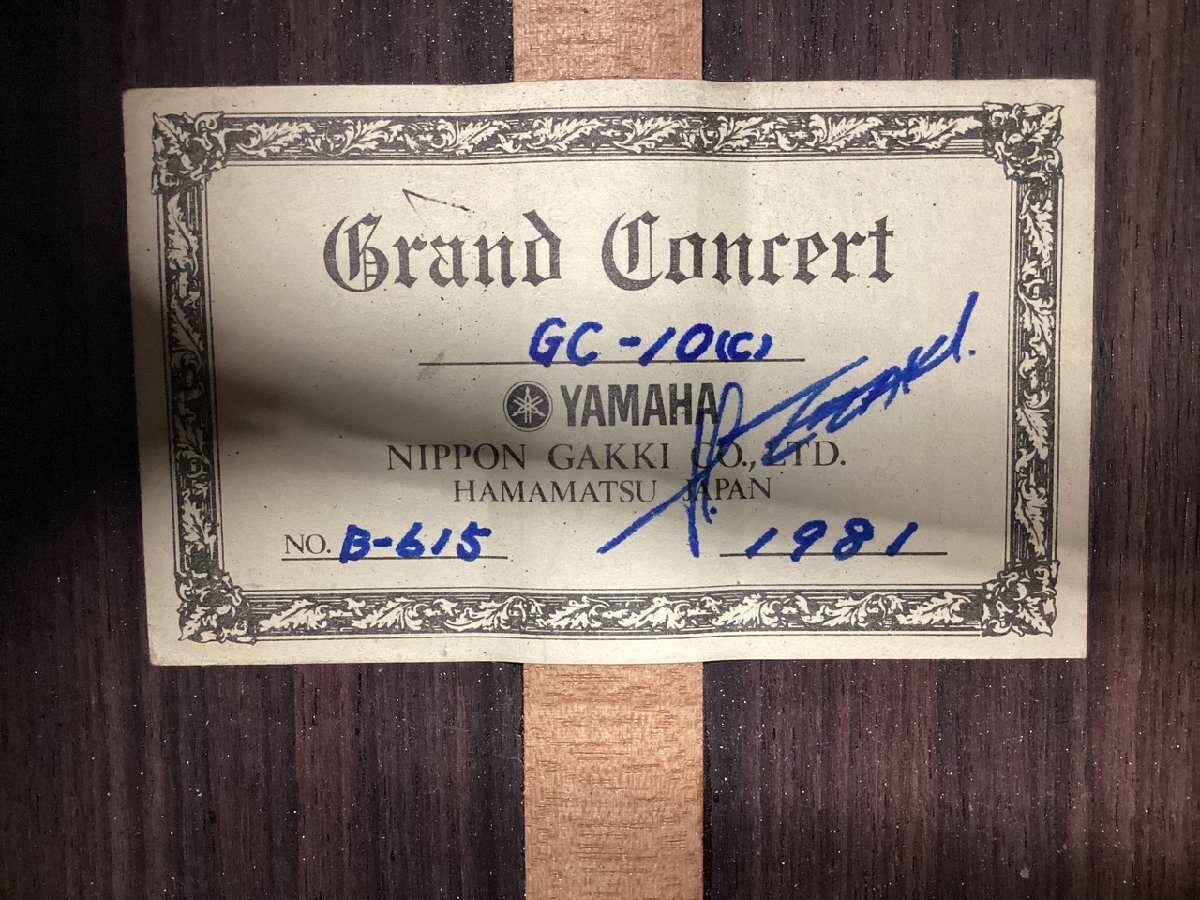 Grand Concert
GC-10(C)
YAMAHA
NIPPON GAKKI CO., LTD.
HAMAMATSU JAPAN
NO. B-615 1981